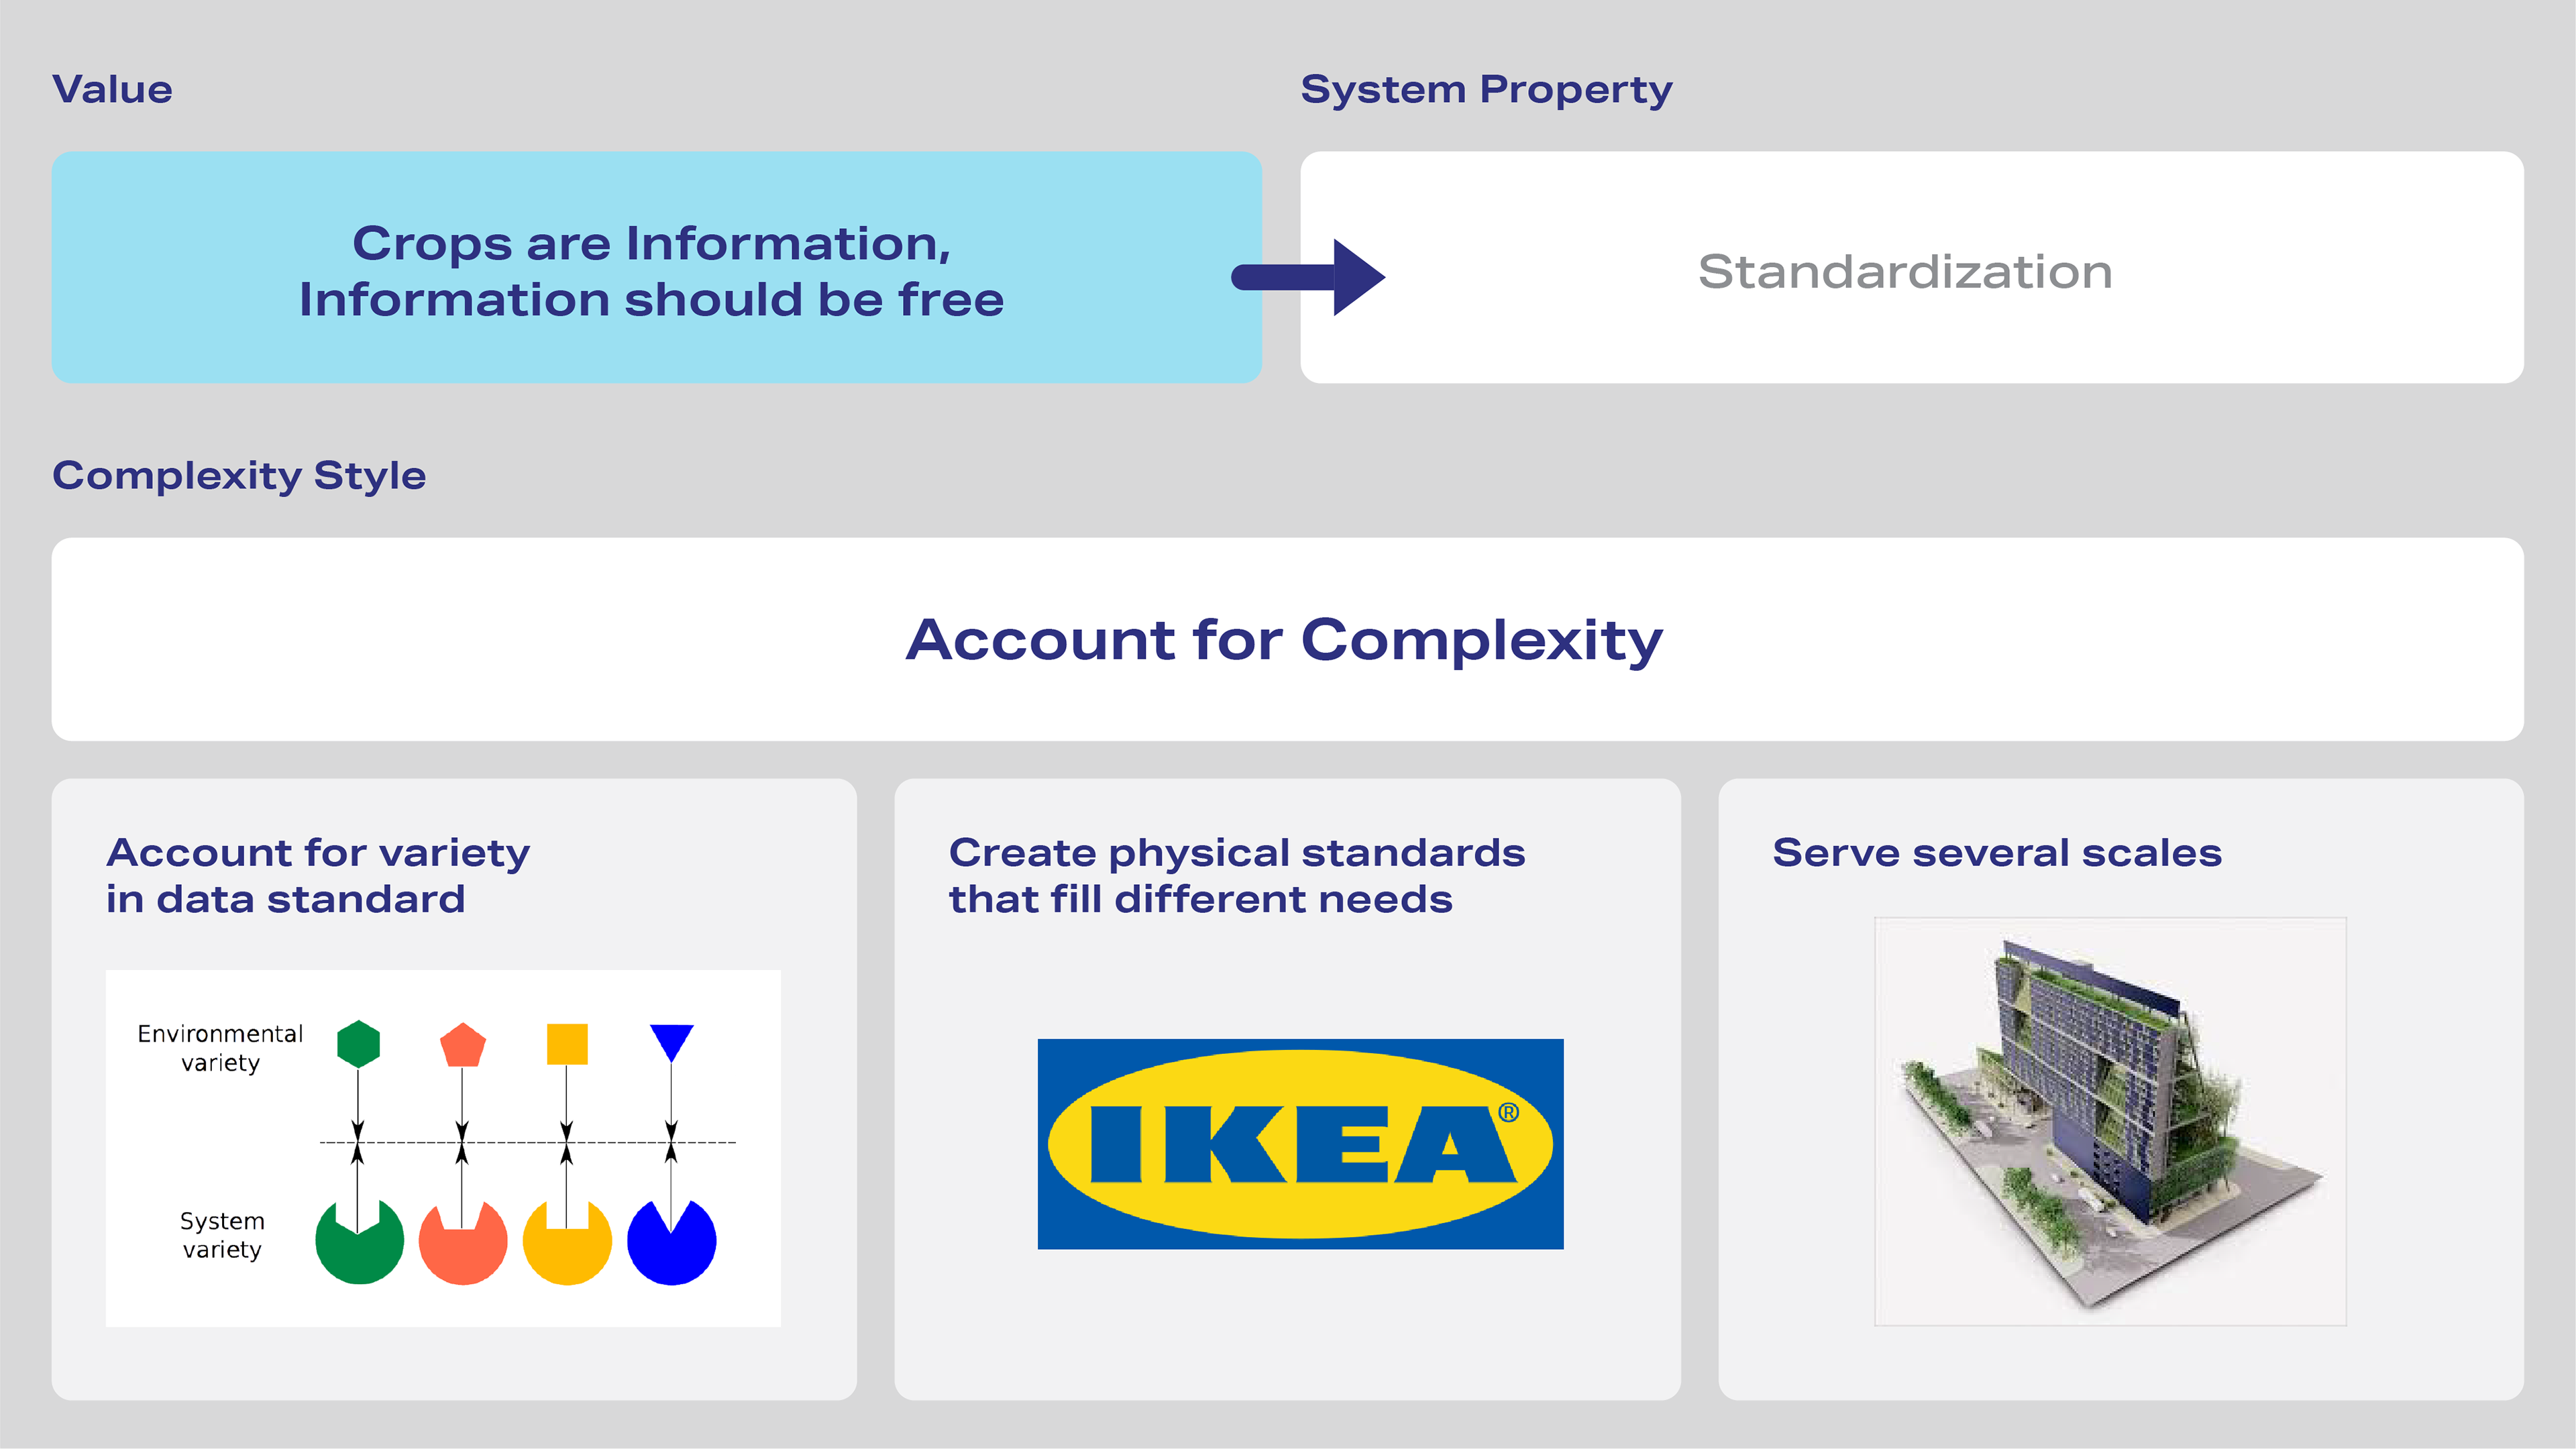 Value
System Property
Crops are Information,
Information should be free
Standardization
Complexity Style
Account for Complexity
Account for variety
in data standard
Environmental
variety
System
variety
Create physical standards
that fill different needs
IKEA®
Serve several scales